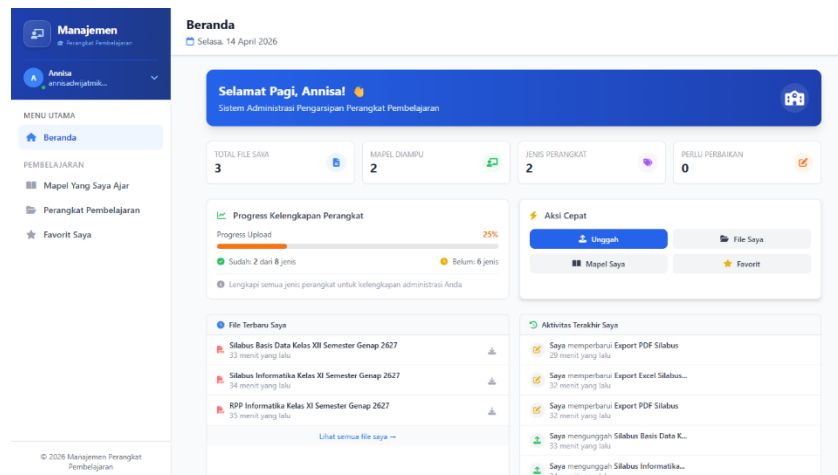 Manajemen
Perangkat Pembelajaran
A
Annisa
annisadwijatmik...
MENU UTAMA
Beranda
PEMBELAJARAN
Mapel Yang Saya Ajar
Perangkat Pembelajaran
Favorit Saya
© 2026 Manajemen Perangkat
Pembelajaran
Beranda
Selasa, 14 April 2026
Selamat Pagi, Annisa! 👋
Sistem Administrasi Pengarsipan Perangkat Pembelajaran
TOTAL FILE SAYA
3
MAPEL DIAMPU
2
JENIS PERANGKAT
2
PERLU PERBAIKAN
0
Progress Kelengkapan Perangkat
Progress Upload 25%
Sudah: 2 dari 8 jenis Belum: 6 jenis
Lengkapi semua jenis perangkat untuk kelengkapan administrasi Anda
Aksi Cepat
Unggah File Saya
Mapel Saya Favorit
File Terbaru Saya
Silabus Basis Data Kelas XII Semester Genap 2627
33 menit yang lalu
Silabus Informatika Kelas XI Semester Genap 2627
34 menit yang lalu
RPP Informatika Kelas XI Semester Genap 2627
35 menit yang lalu
Lihat semua file saya →
Aktivitas Terakhir Saya
Saya memperbarui Export PDF Silabus
29 menit yang lalu
Saya memperbarui Export Excel Silabus...
32 menit yang lalu
Saya memperbarui Export PDF Silabus
32 menit yang lalu
Saya mengunggah Silabus Basis Data K...
33 menit yang lalu
Saya mengunggah Silabus Informatika...